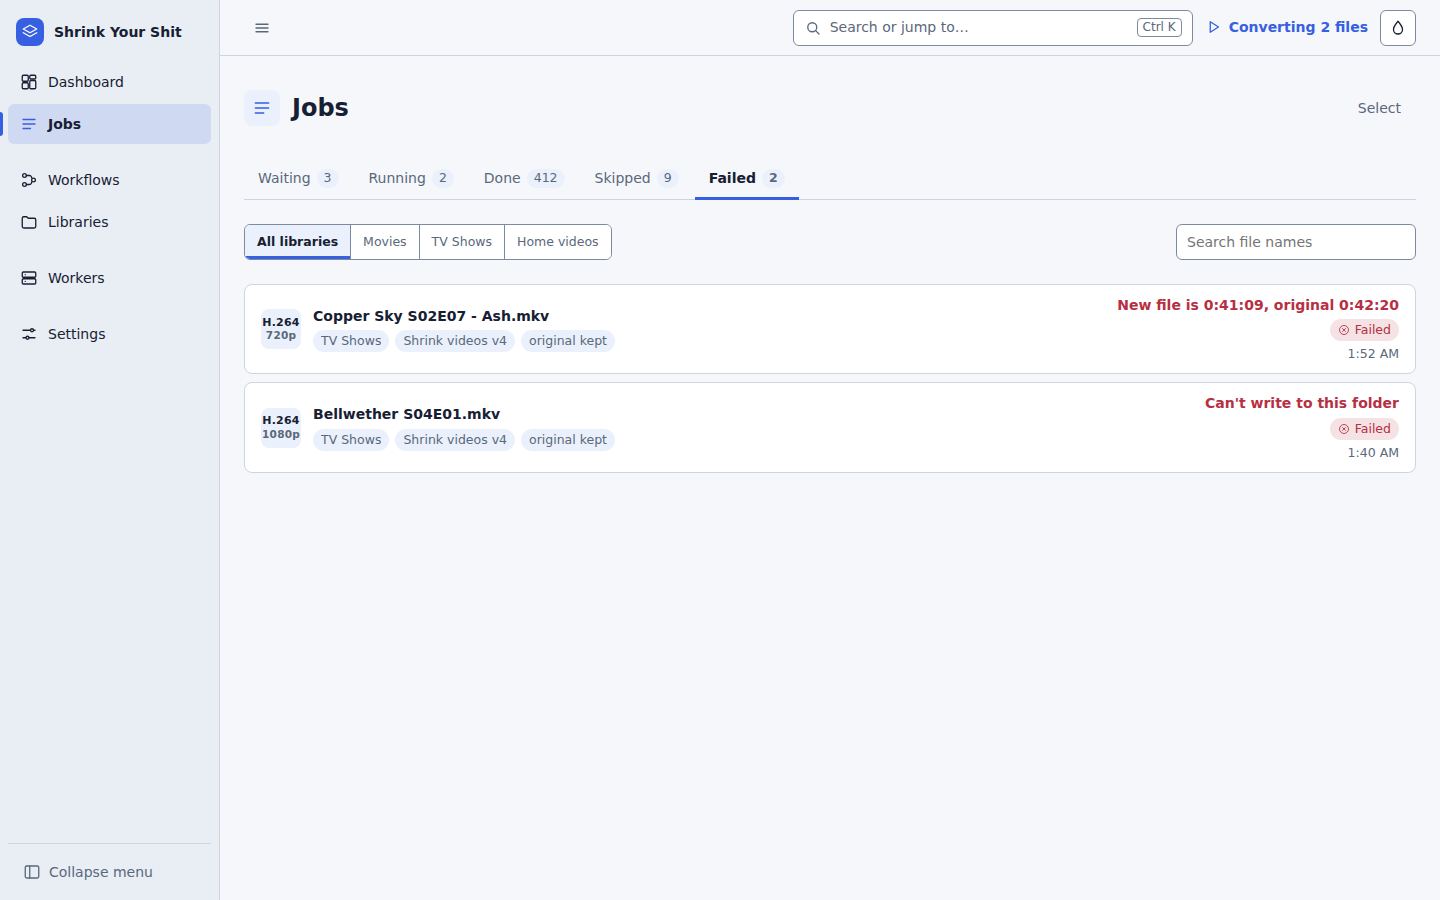 Shrink Your Shit
Search or jump to…
Ctrl K
Converting 2 files
Dashboard
Jobs
Workflows
Libraries
Workers
Settings
Collapse menu
Jobs
Select
Waiting 3
Running 2
Done 412
Skipped 9
Failed 2
All libraries
Movies
TV Shows
Home videos
Search file names
H.264
720p
Copper Sky S02E07 - Ash.mkv
TV Shows
Shrink videos v4
original kept
New file is 0:41:09, original 0:42:20
Failed
1:52 AM
H.264
1080p
Bellwether S04E01.mkv
TV Shows
Shrink videos v4
original kept
Can't write to this folder
Failed
1:40 AM